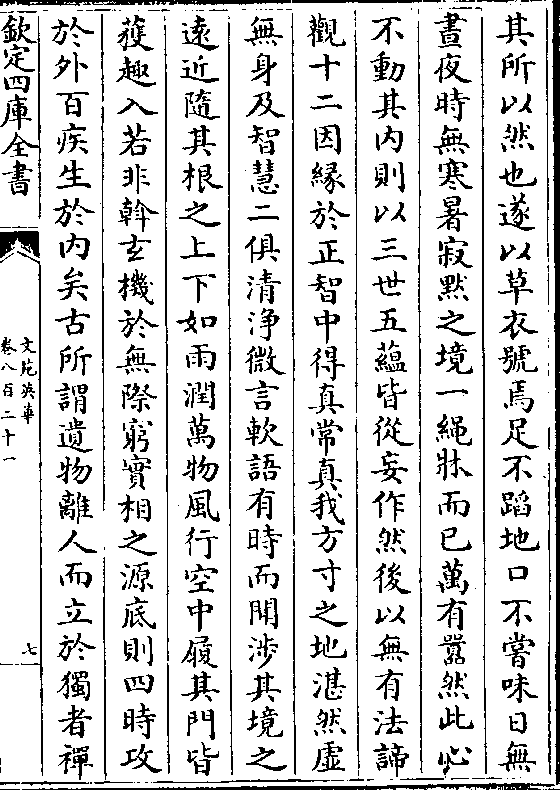 其所以然也遂以草衣號焉足不蹈地口不嘗味日無
晝夜時無寒暑寂默之境一繩牀而已萬有囂然此心
不動其内則以三世五蘊皆從妄作然後以無有法諦
觀十二因縁於正智中得真常真我方寸之地湛然虚
無身及智慧二俱清浄微言軟語有時而聞涉其境之
遠近隨其根之上下如雨潤萬物風行空中履其門皆
䕶趣入若非斡𤣥機於無際窮實相之源底則四時攻
於外百疾生於内矣古所謂遺物離人而立於獨者禪
欽定四庫全書
文苑英華
卷八百二十一
七